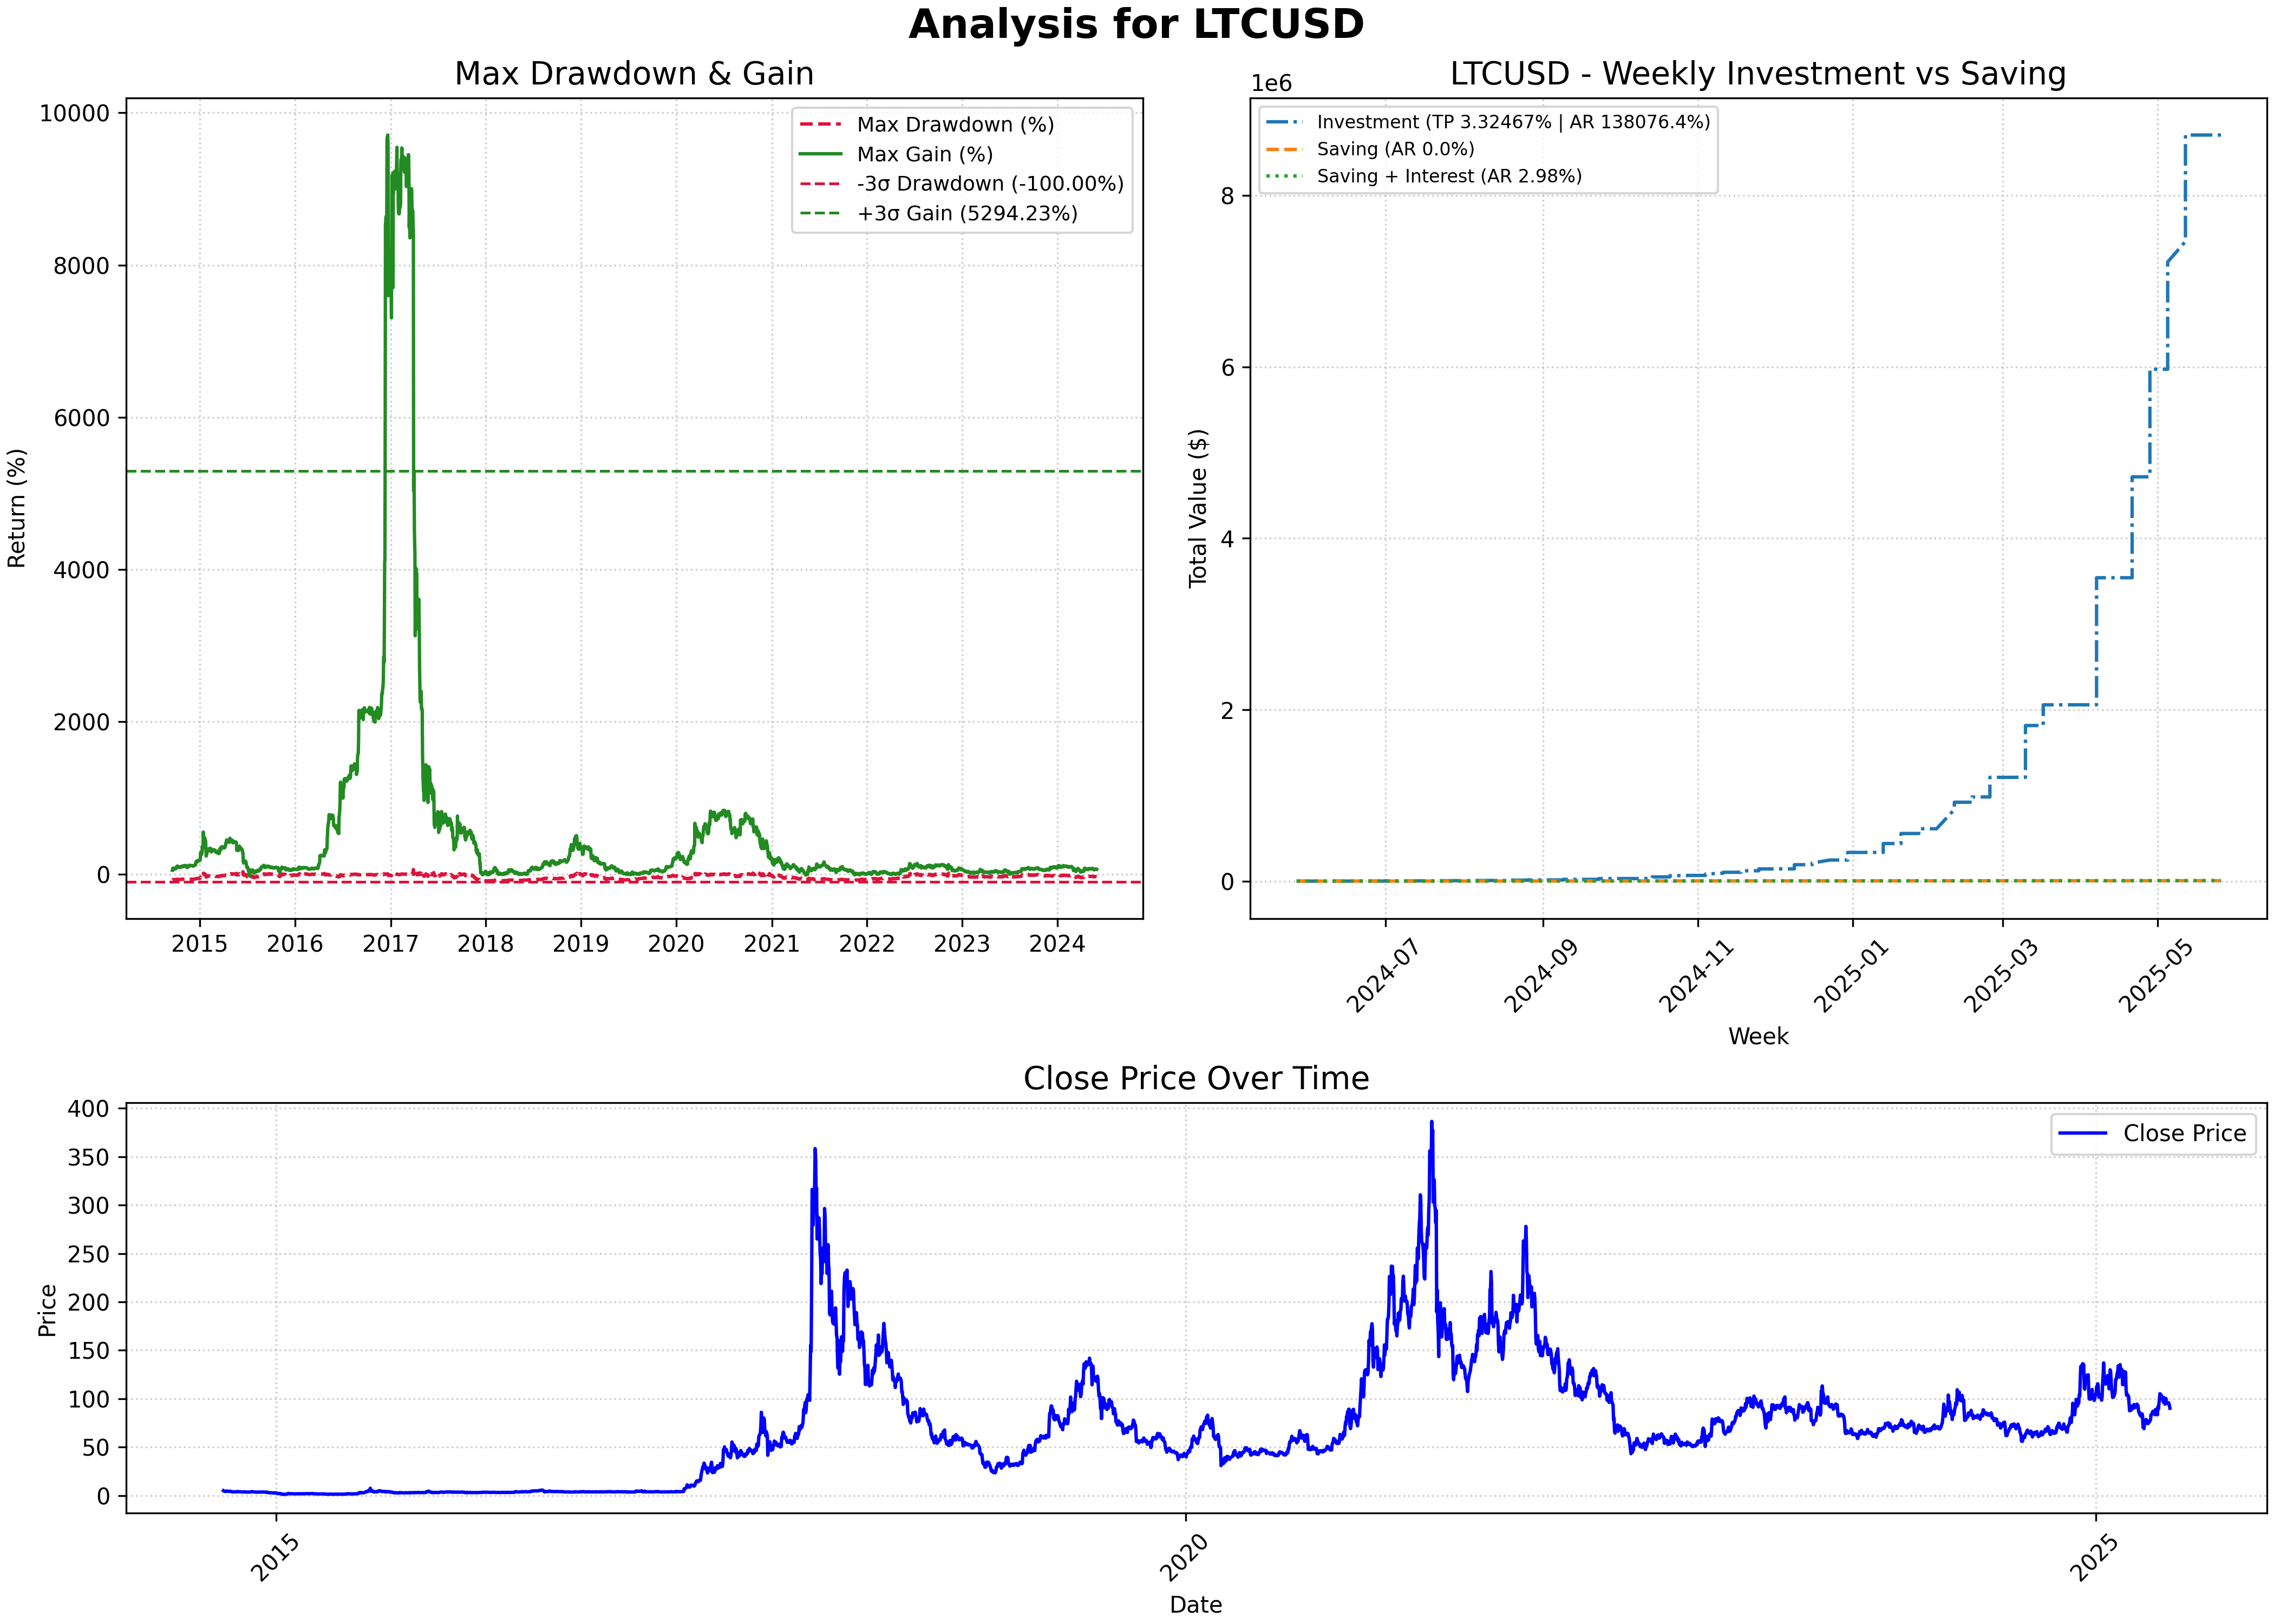 Analysis for LTCUSD
Max Drawdown & Gain
Return (%)
10000
8000
6000
4000
2000
0
Max Drawdown (%)
Max Gain (%)
-3σ Drawdown (-100.00%)
+3σ Gain (5294.23%)
2015 2016 2017 2018 2019 2020 2021 2022 2023 2024
LTCUSD - Weekly Investment vs Saving
1e6
Total Value ($)
8
6
4
2
0
Investment (TP 3.32467% | AR 138076.4%)
Saving (AR 0.0%)
Saving + Interest (AR 2.98%)
2024-07 2024-09 2024-11 2025-01 2025-03 2025-05
Week
Close Price Over Time
Price
400
350
300
250
200
150
100
50
0
Close Price
2015 2020 2025
Date